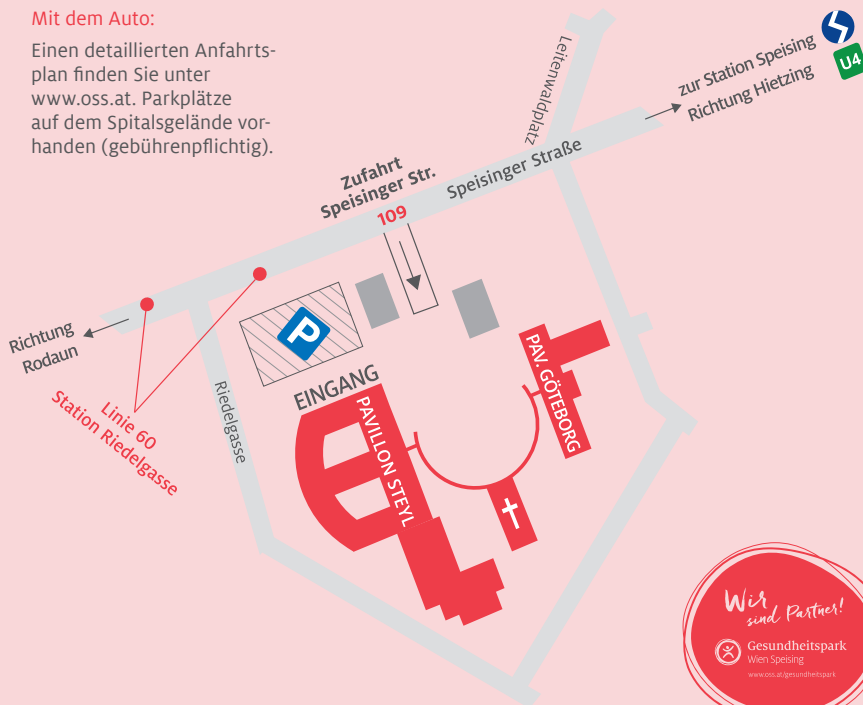 Mit dem Auto:
Einen detaillierten Anfahrts-
plan finden Sie unter
www.oss.at. Parkplätze
auf dem Spitalsgelände vor-
handen (gebührenpflichtig).
Leitenwaldplatz
zur Station Speising
Richtung Hietzing
U4
Zufahrt
Speisinger Str.
109
Speisinger Straße
Richtung
Rodaun
P
Linie 60
Station Riedelgasse
Riedelgasse
EINGANG
PAVILLON STEYL
PAV. GÖTEBORG
Wir
sind Partner!
Gesundheitspark
Wien Speising
www.oss.at/gesundheitspark